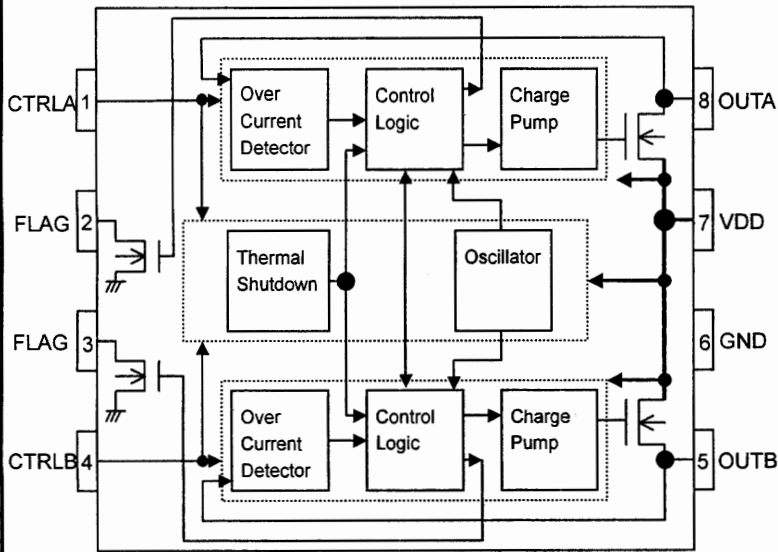 CTRLA 1
Over
Current
Detector
Control
Logic
Charge
Pump
8 OUTA
FLAG 2
7 VDD
Thermal
Shutdown
Oscillator
FLAG 3
6 GND
Over
Current
Detector
Control
Logic
Charge
Pump
CTRLB 4
5 OUTB